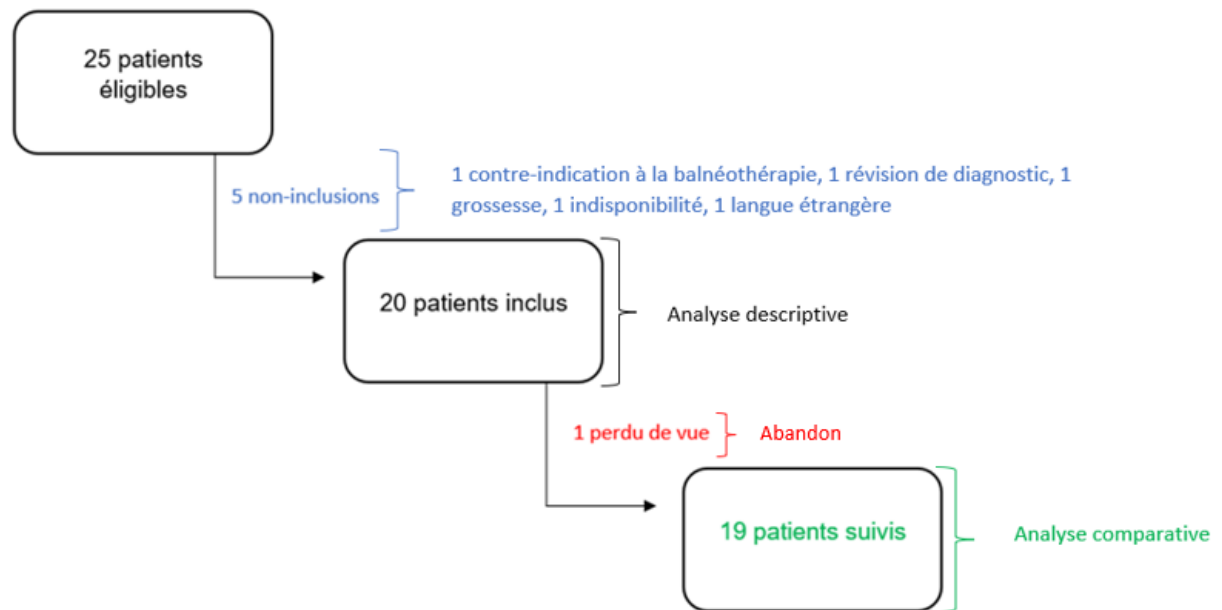 25 patients
éligibles
5 non-inclusions
1 contre-indication à la balnéothérapie, 1 révision de diagnostic, 1
grossesse, 1 indisponibilité, 1 langue étrangère
20 patients inclus
Analyse descriptive
1 perdu de vue
Abandon
19 patients suivis
Analyse comparative